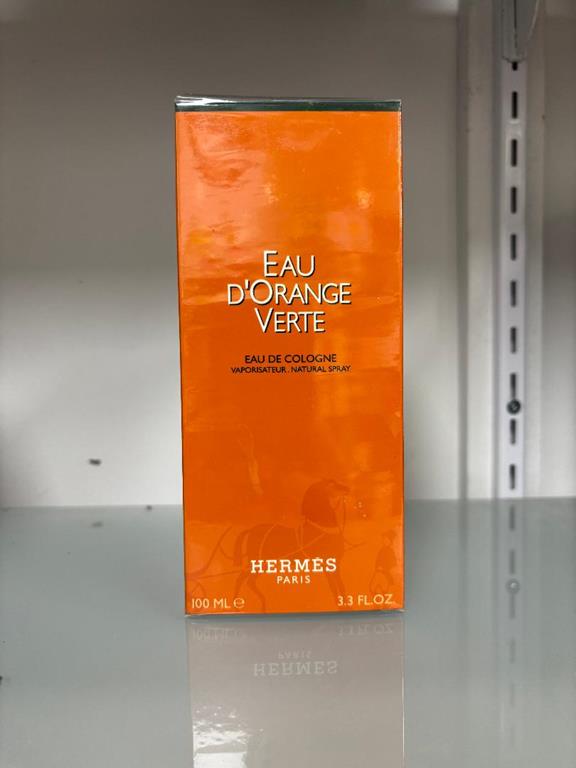 EAU
D'ORANGE
VERTE
EAU DE COLOGNE
VAPORISATEUR . NATURAL SPRAY
HERMÈS
PARIS
100 ML ℮ 3.3 FL.OZ.